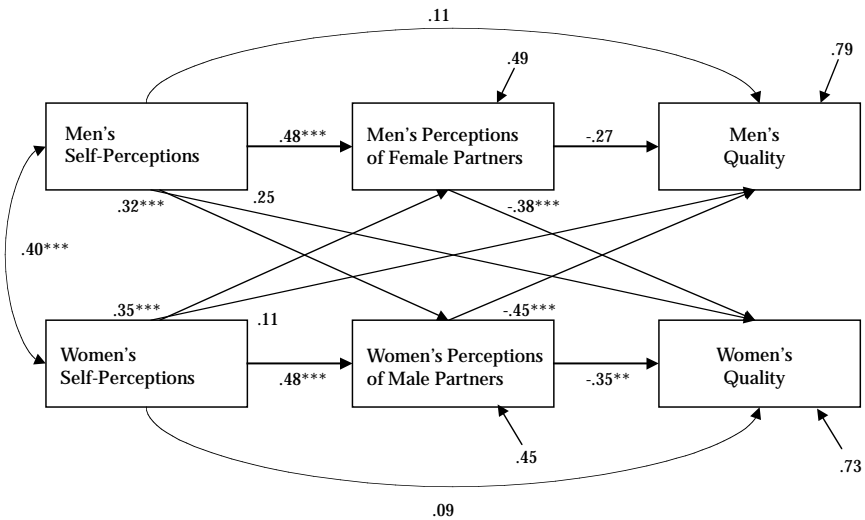 .11
.49
.79
Men's
Self-Perceptions
.48***
Men's Perceptions
of Female Partners
-.27
Men's
Quality
.32***
.25
-.38***
.40***
.35***
.11
-.45***
Women's
Self-Perceptions
.48***
Women's Perceptions
of Male Partners
-.35**
Women's
Quality
.45
.73
.09